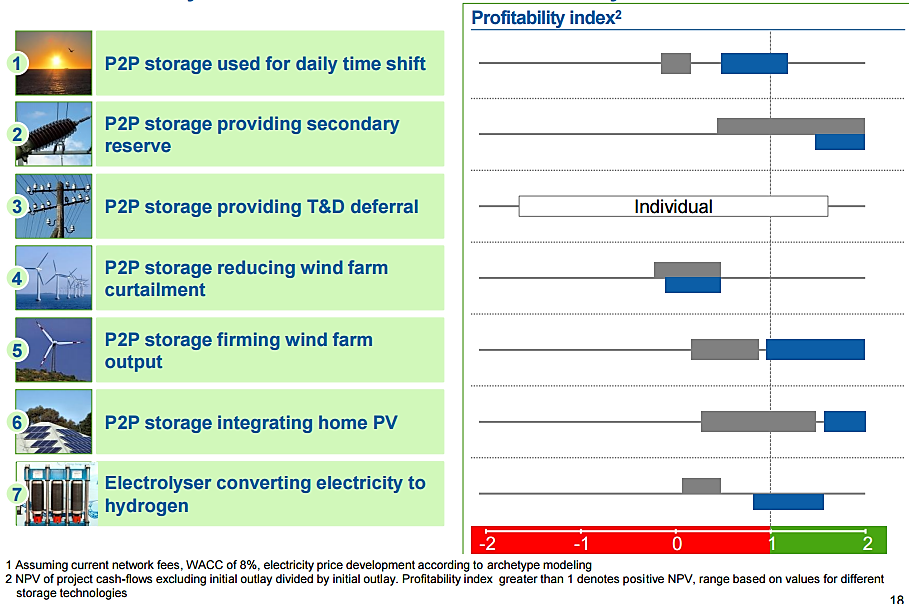 Profitability index2
1
P2P storage used for daily time shift
2
P2P storage providing secondary
reserve
3
P2P storage providing T&D deferral
Individual
4
P2P storage reducing wind farm
curtailment
5
P2P storage firming wind farm
output
6
P2P storage integrating home PV
7
Electrolyser converting electricity to
hydrogen
-2 -1 0 1 2
1 Assuming current network fees, WACC of 8%, electricity price development according to archetype modeling
2 NPV of project cash-flows excluding initial outlay divided by initial outlay. Profitability index greater than 1 denotes positive NPV, range based on values for different
storage technologies
18